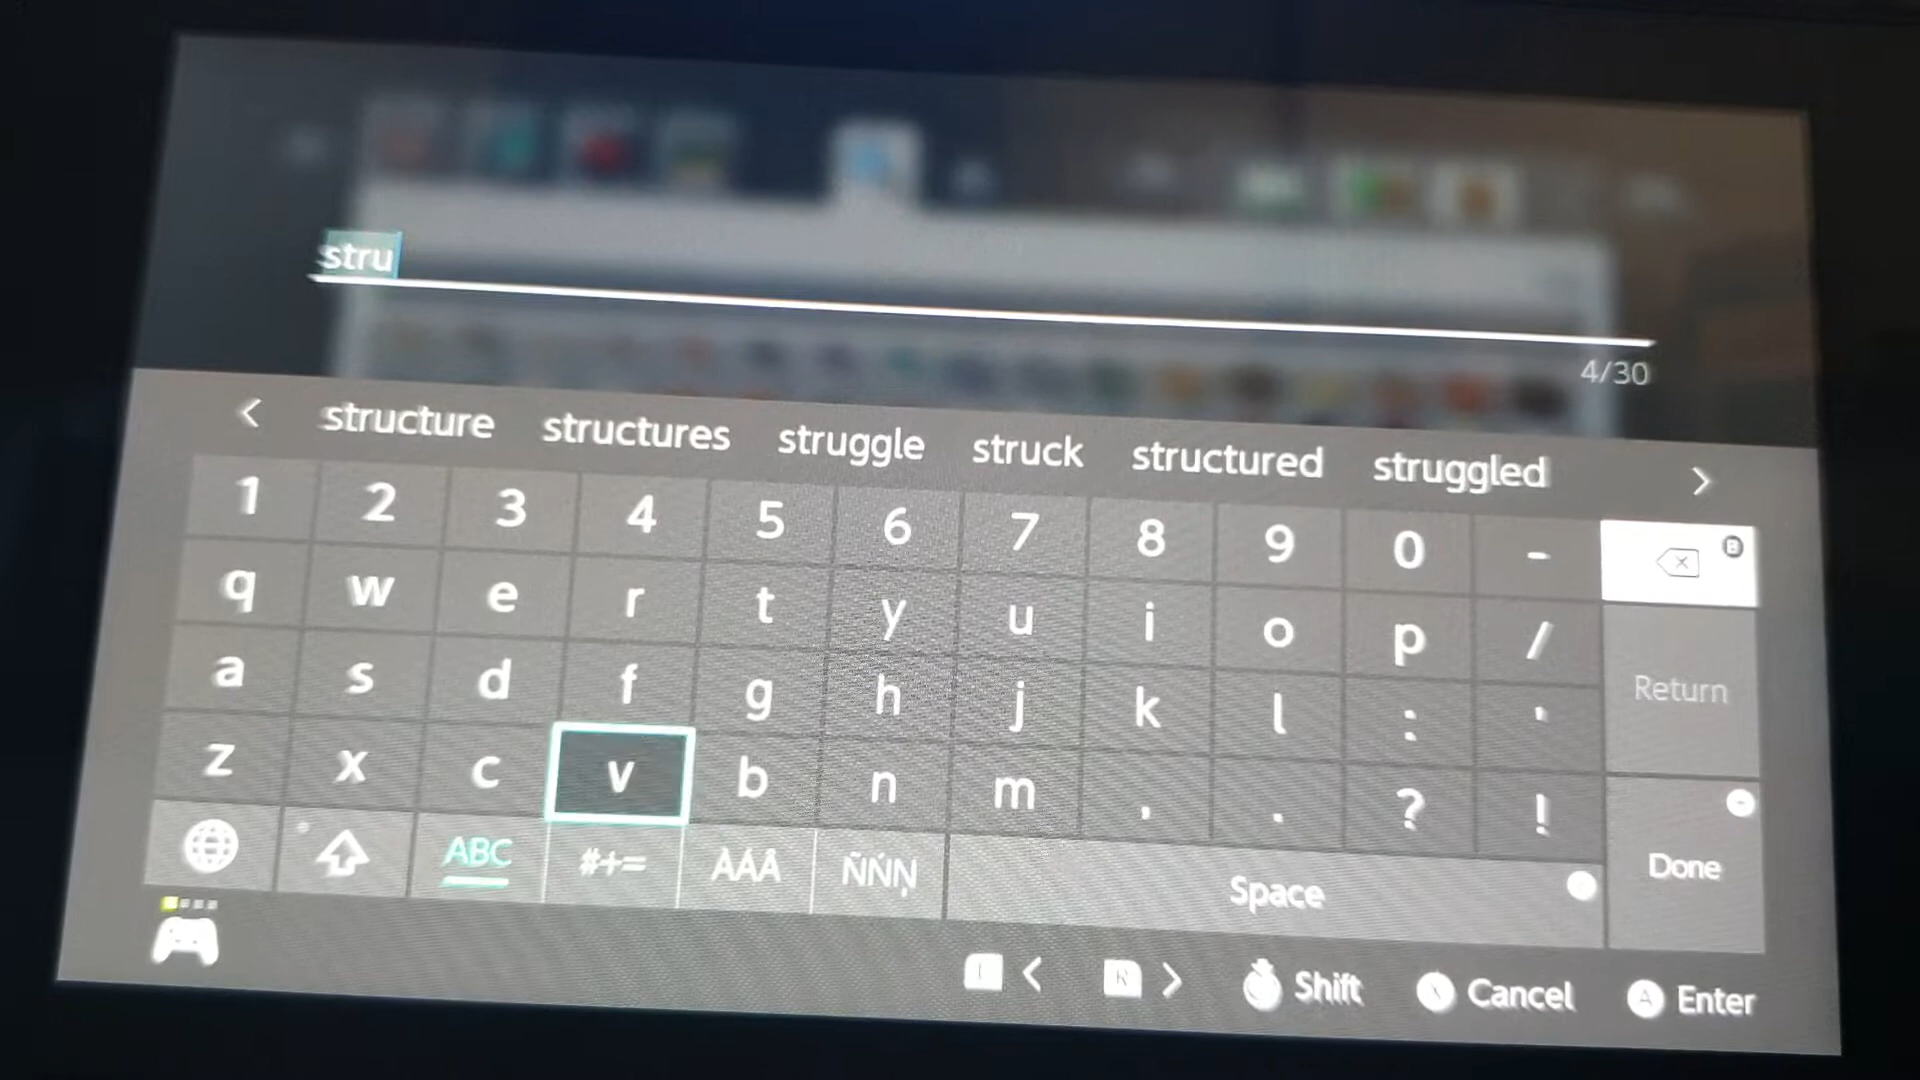 stru
4/30
< structure structures struggle struck structured struggled >
1 2 3 4 5 6 7 8 9 0 - B
q w e r t y u i o p /
a s d f g h j k l : ' Return
z x c v b n m , . ? !
ABC #+= ÀÁÂ ÑŃŅ Space Done
L < R > Shift Cancel A Enter